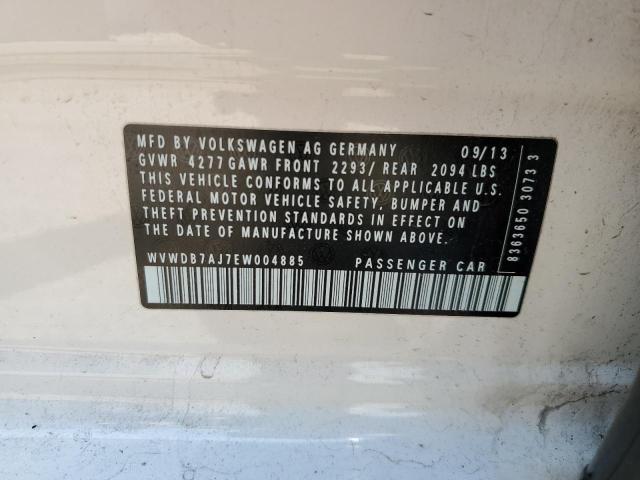 MFD BY VOLKSWAGEN AG GERMANY 09/13
GVWR 4277 GAWR FRONT 2293/ REAR 2094 LBS
THIS VEHICLE CONFORMS TO ALL APPLICABLE U.S.
FEDERAL MOTOR VEHICLE SAFETY, BUMPER AND
THEFT PREVENTION STANDARDS IN EFFECT ON
THE DATE OF MANUFACTURE SHOWN ABOVE
WVWDB7AJ7EW004885 PASSENGER CAR
8363650 3073 3